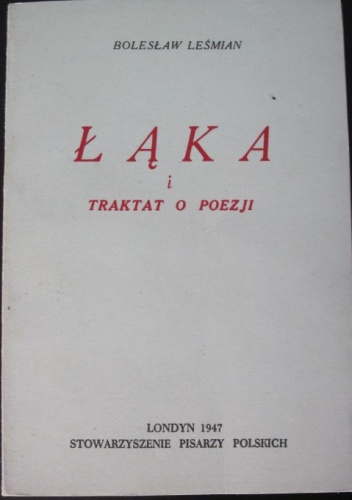 BOLESŁAW LEŚMIAN
ŁĄKA
i
TRAKTAT O POEZJI
LONDYN 1947
STOWARZYSZENIE PISARZY POLSKICH